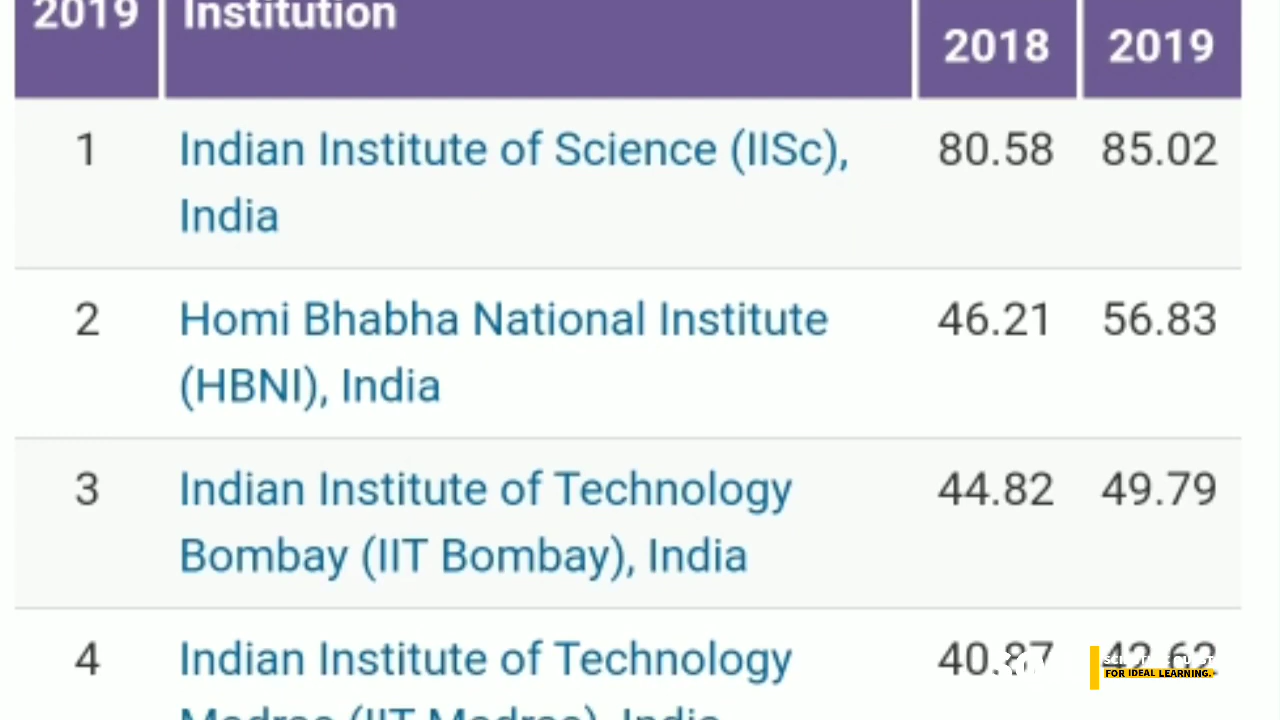 2019 Institution
2018 2019
1 Indian Institute of Science (IISc), 80.58 85.02
India
2 Homi Bhabha National Institute 46.21 56.83
(HBNI), India
3 Indian Institute of Technology 44.82 49.79
Bombay (IIT Bombay), India
4 Indian Institute of Technology 40.87 42.62
Madras (IIT Madras), India
FOR IDEAL LEARNING.